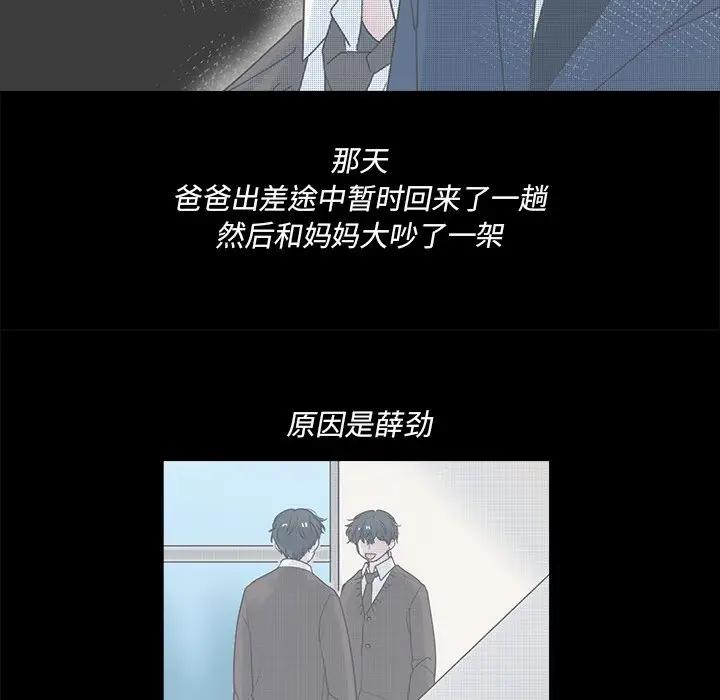 那天
爸爸出差途中暂时回来了一趟
然后和妈妈大吵了一架
原因是薛劲